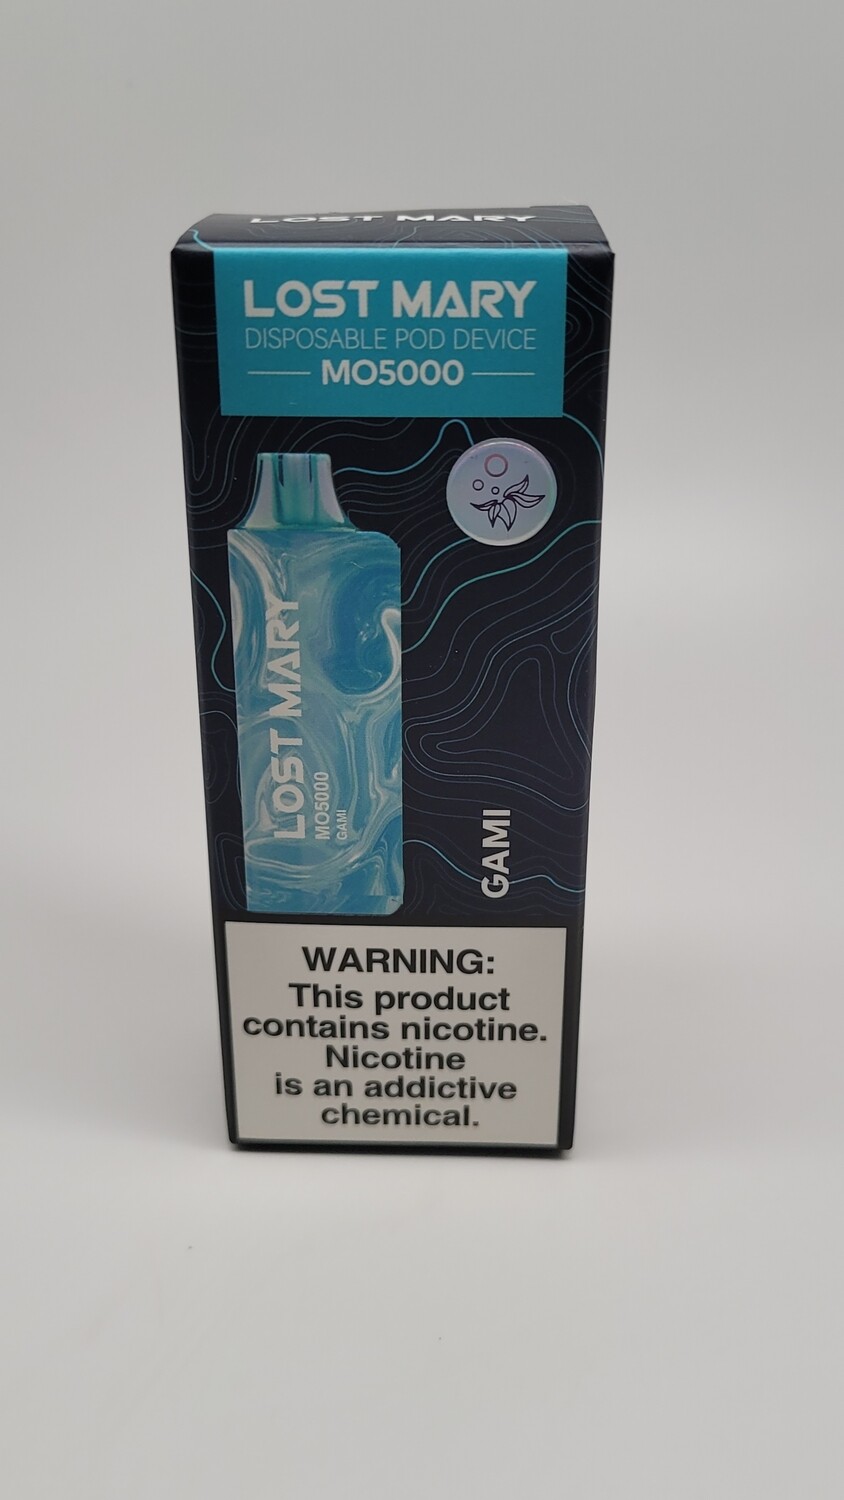 LOST MARY
LOST MARY
DISPOSABLE POD DEVICE
MO5000
LOST MARY
MO5000
GAMI
GAMI
WARNING:
This product
contains nicotine.
Nicotine
is an addictive
chemical.